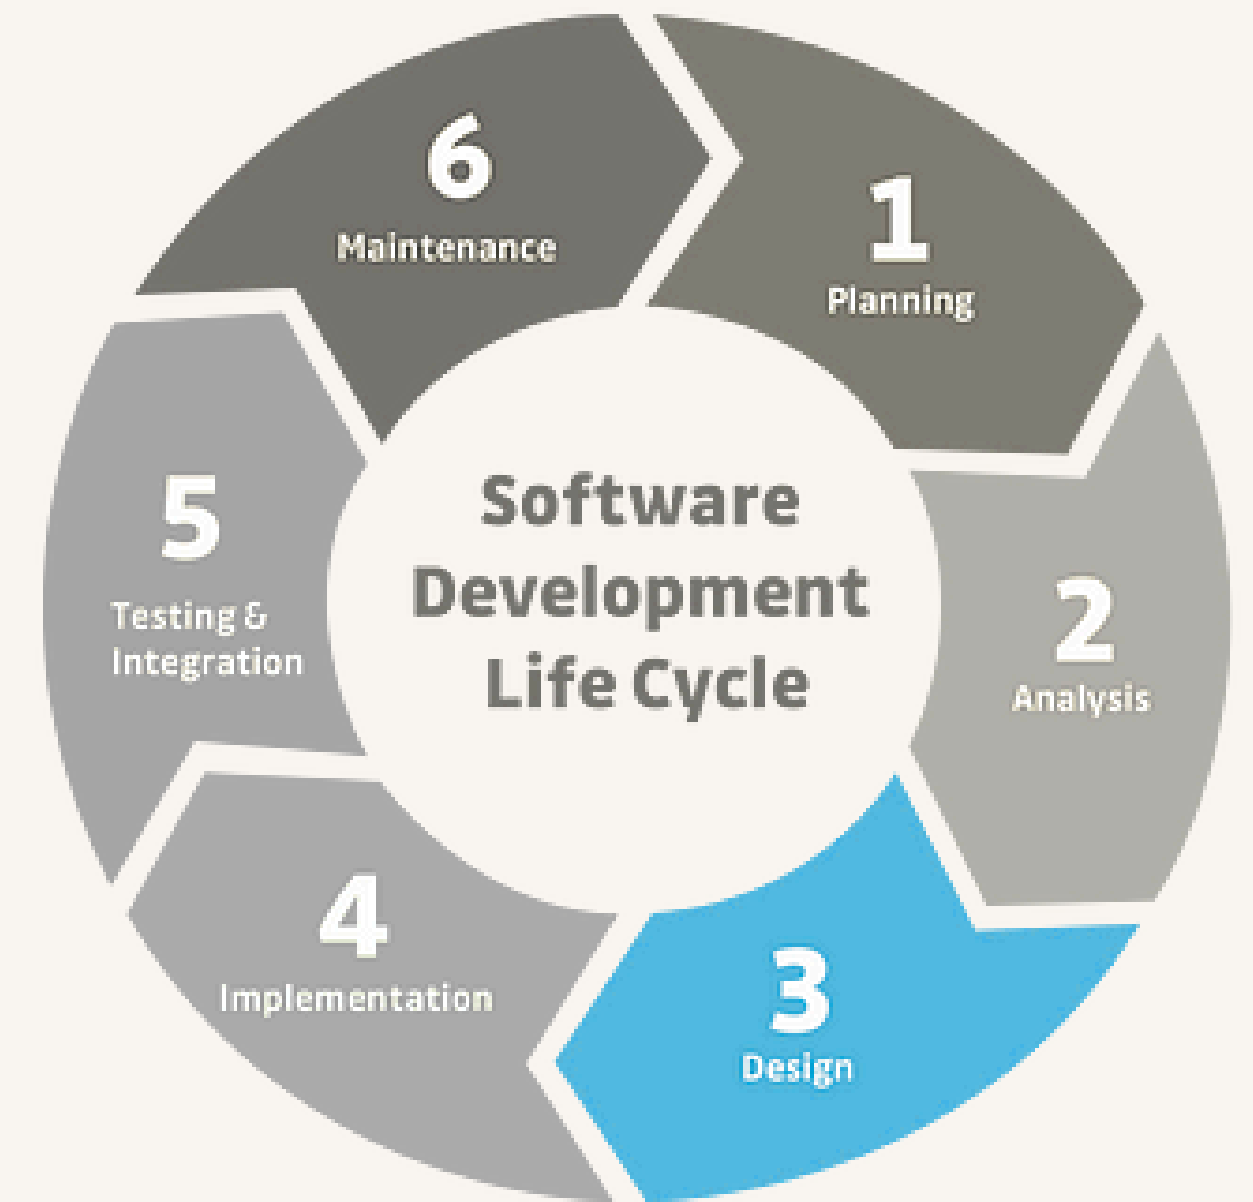 Software
Development
Life Cycle
1
Planning
2
Analysis
3
Design
4
Implementation
5
Testing &
Integration
6
Maintenance